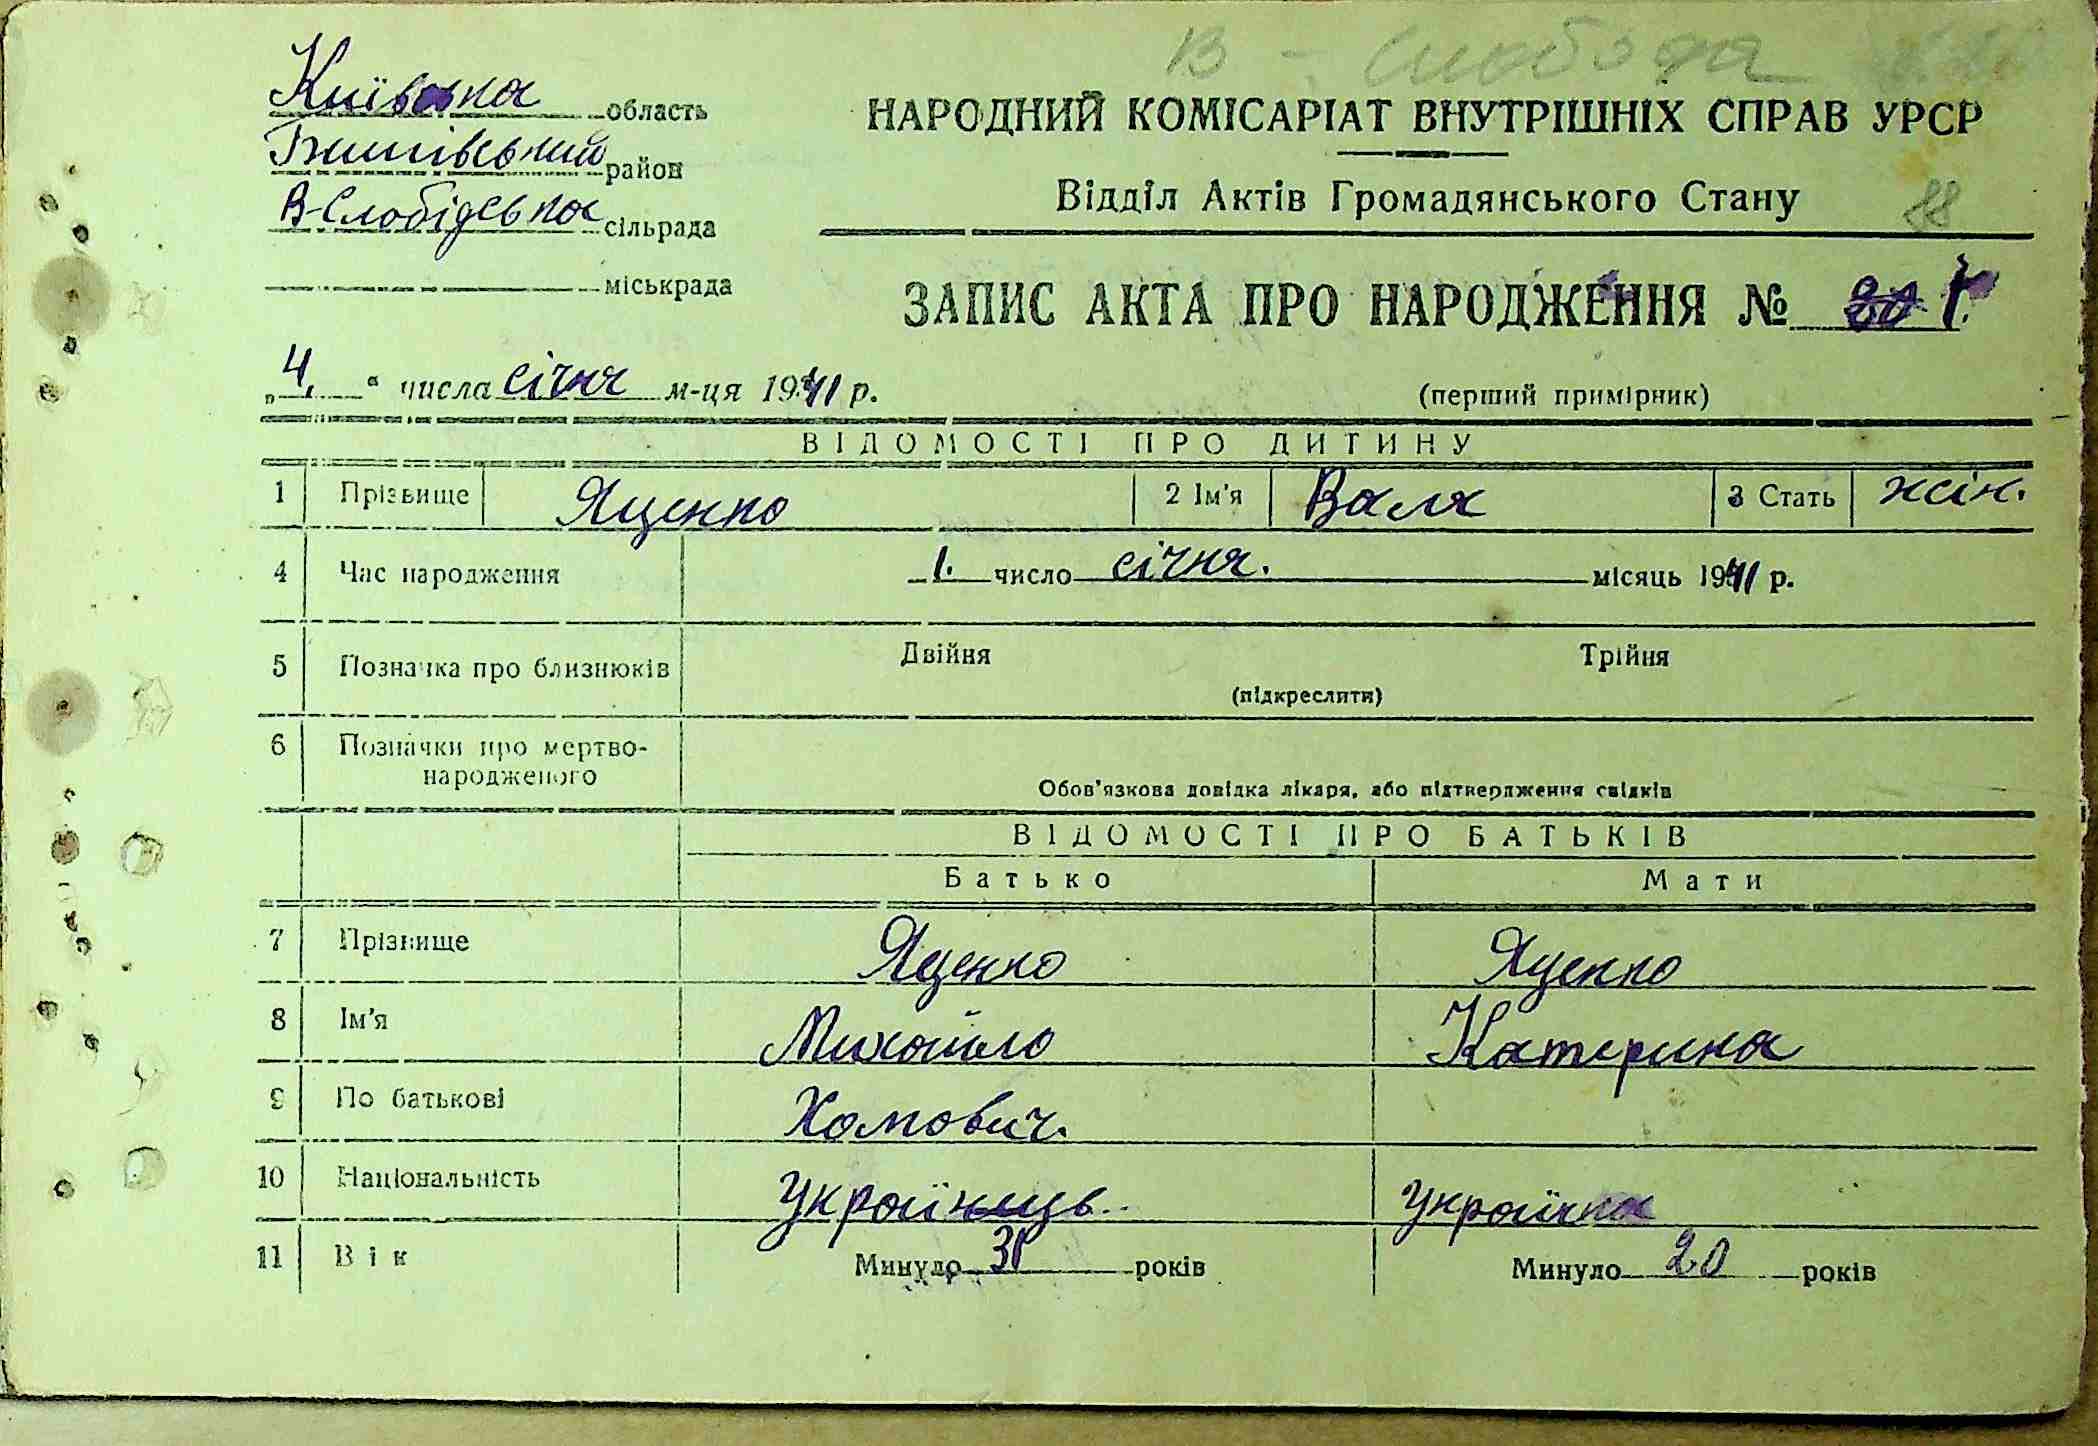 В - Слобода
Київська область
НАРОДНИЙ КОМІСАРІАТ ВНУТРІШНІХ СПРАВ УРСР
район
В-Слобідська сільрада
Відділ Актів Громадянського Стану 88
міськрада
ЗАПИС АКТА ПРО НАРОДЖЕННЯ № 20
„4.“ числа січня м-ця 1941 р.
(перший примірник)
ВІДОМОСТІ ПРО ДИТИНУ
1 Прізвище Яценко 2 Ім'я Валя 3 Стать жін.
4 Час народження 1. число січня. місяць 1941 р.
5 Позначка про близнюків Двійня Трійня
(підкреслити)
6 Позначки про мертво-
народженого
Обов'язкова довідка лікаря, або підтвердження свідків
ВІДОМОСТІ ПРО БАТЬКІВ
Батько Мати
7 Прізвище Яценко Яценко
8 Ім'я Михайло Катерина
9 По батькові Хомович.
10 Національність Українець.. Українка
11 Вік Минуло 31 років Минуло 20 років